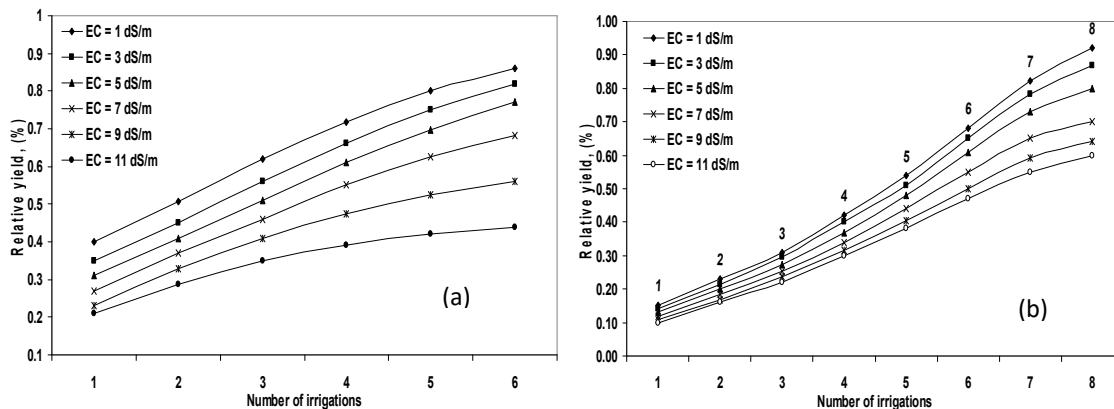 1
0.9
0.8
0.7
0.6
0.5
0.4
0.3
0.2
0.1
Relative yield, (%)
EC = 1 dS/m
EC = 3 dS/m
EC = 5 dS/m
EC = 7 dS/m
EC = 9 dS/m
EC = 11 dS/m
(a)
1 2 3 4 5 6
Number of irrigations
1.00
0.90
0.80
0.70
0.60
0.50
0.40
0.30
0.20
0.10
0.00
Relative yield, (%)
EC = 1 dS/m
EC = 3 dS/m
EC = 5 dS/m
EC = 7 dS/m
EC = 9 dS/m
EC = 11 dS/m
1 2 3 4 5 6 7 8
(b)
1 2 3 4 5 6 7 8
Number of irrigations